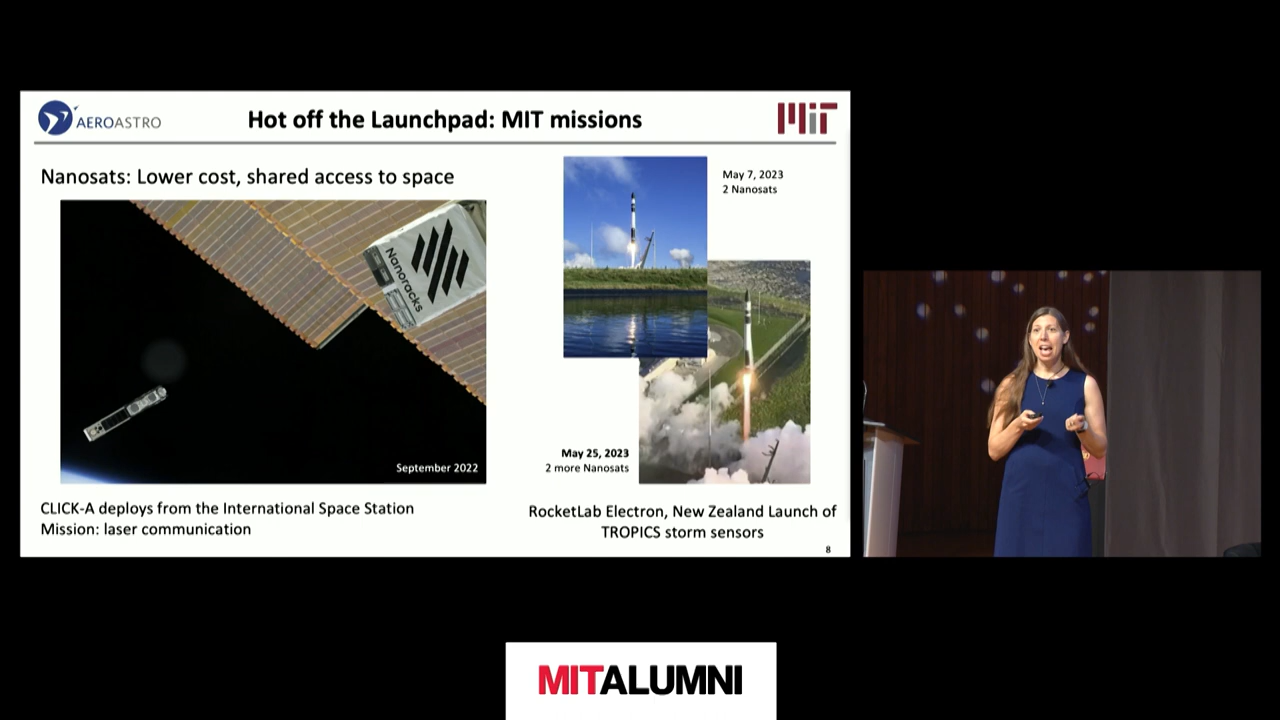 AEROASTRO
Hot off the Launchpad: MIT missions
MIT
Nanosats: Lower cost, shared access to space
Nanoracks
September 2022
CLICK-A deploys from the International Space Station
Mission: laser communication
May 7, 2023
2 Nanosats
May 25, 2023
2 more Nanosats
RocketLab Electron, New Zealand Launch of
TROPICS storm sensors
8
MITALUMNI